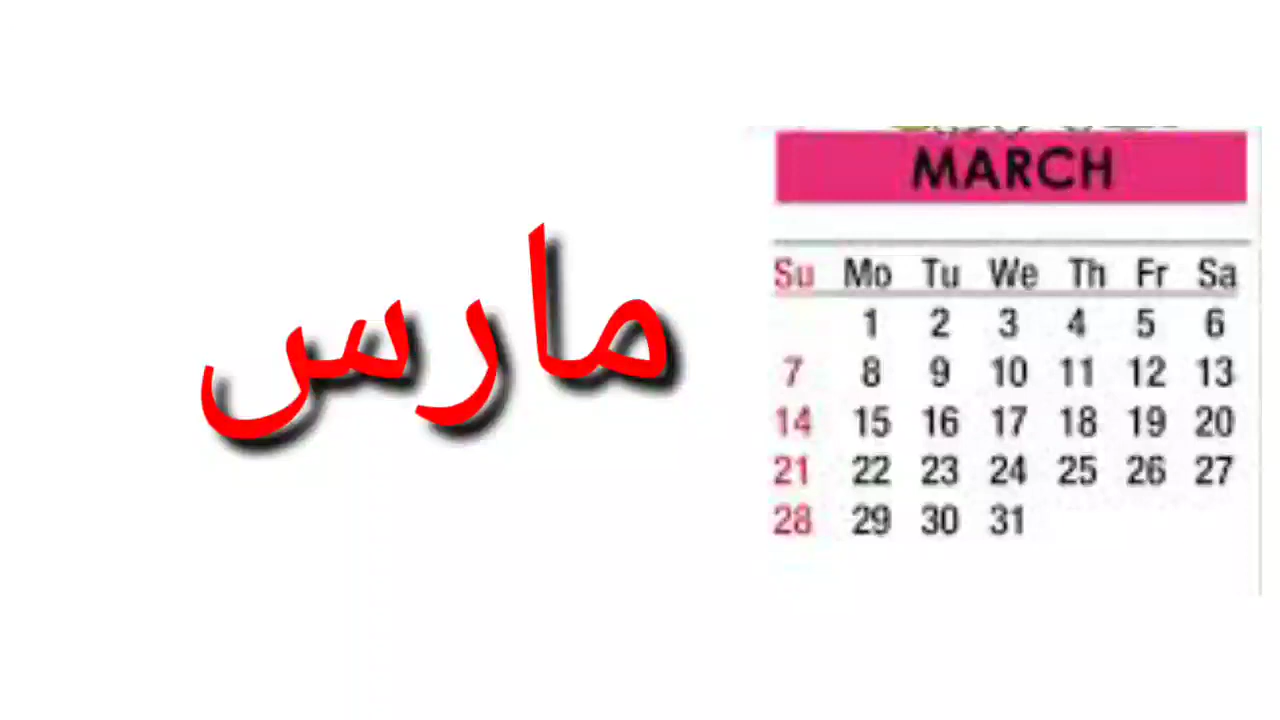 مارس
MARCH
Su Mo Tu We Th Fr Sa
1 2 3 4 5 6
7 8 9 10 11 12 13
14 15 16 17 18 19 20
21 22 23 24 25 26 27
28 29 30 31